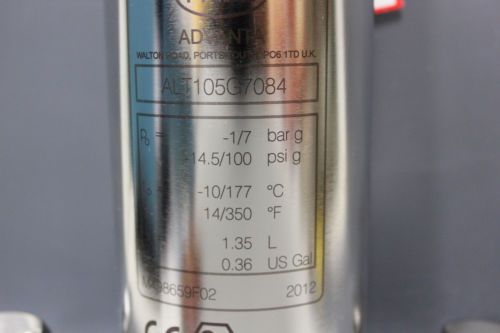 ADVANTA
WALTON ROAD, PORTSMOUTH, PO6 1TD U.K.
ALT105G7084
-1/7 bar g
-14.5/100 psi g
-10/177 °C
14/350 °F
1.35 L
0.36 US Gal
2012
CE